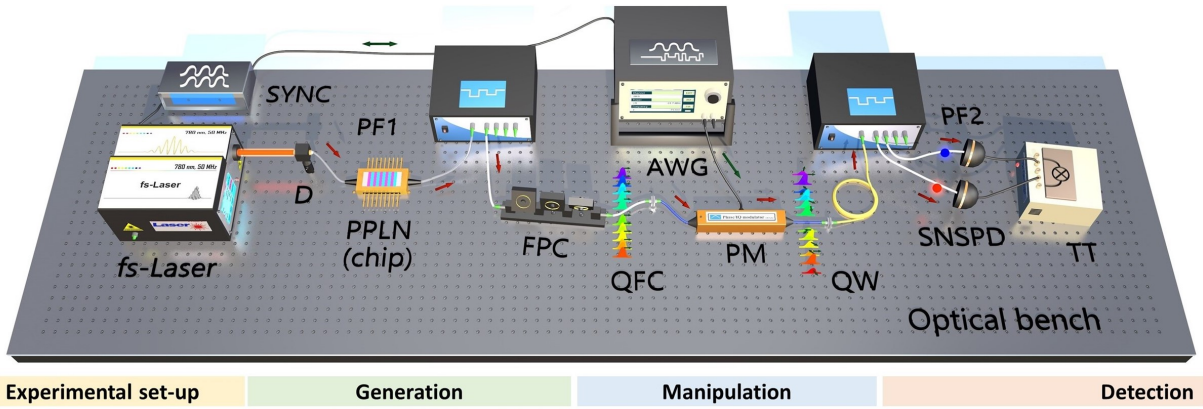 SYNC
PF1
780 nm, 50 MHz
780 nm, 50 MHz
fs-Laser
Laser
D
PPLN
(chip)
fs-Laser
FPC
QFC
AWG
PM
QW
PF2
SNSPD
TT
Optical bench
Experimental set-up
Generation
Manipulation
Detection